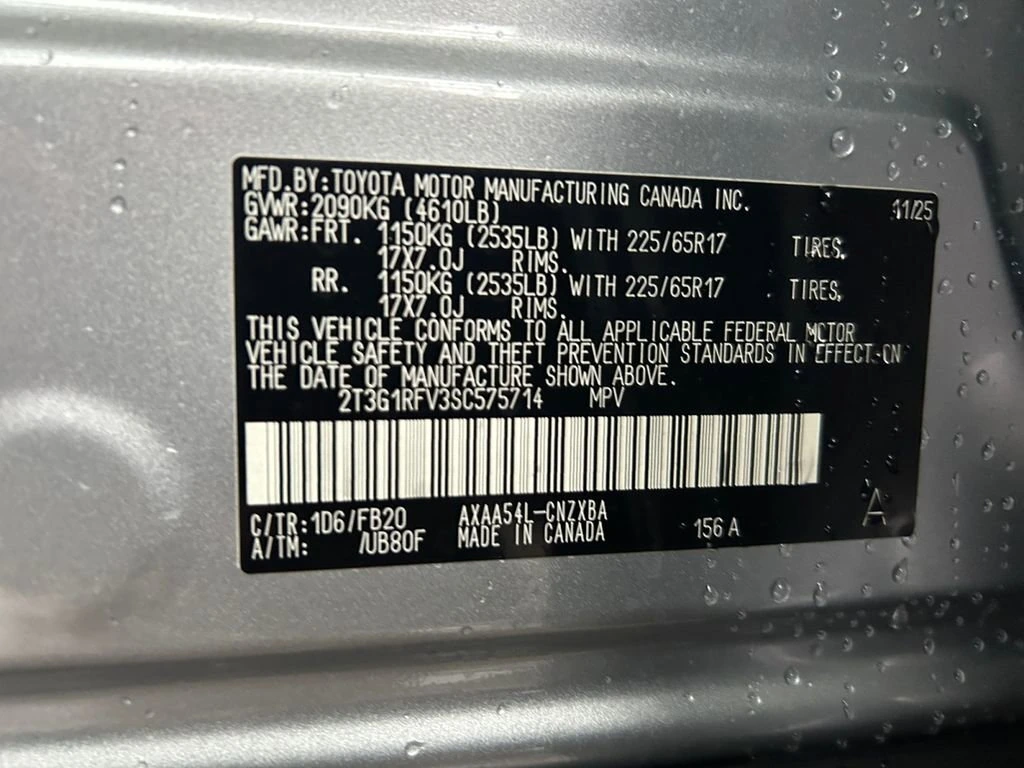 MFD.BY:TOYOTA MOTOR MANUFACTURING CANADA INC. 11/25
GVWR:2090KG (4610LB)
GAWR:FRT. 1150KG (2535LB) WITH 225/65R17 TIRES,
17X7.0J RIMS.
RR. 1150KG (2535LB) WITH 225/65R17 TIRES,
17X7.0J RIMS.
THIS VEHICLE CONFORMS TO ALL APPLICABLE FEDERAL MOTOR
VEHICLE SAFETY AND THEFT PREVENTION STANDARDS IN EFFECT ON
THE DATE OF MANUFACTURE SHOWN ABOVE.
2T3G1RFV3SC575714 MPV
C/TR:1D6/FB20 AXAA54L-CNZXBA 156 A A
A/TM: /UB80F MADE IN CANADA